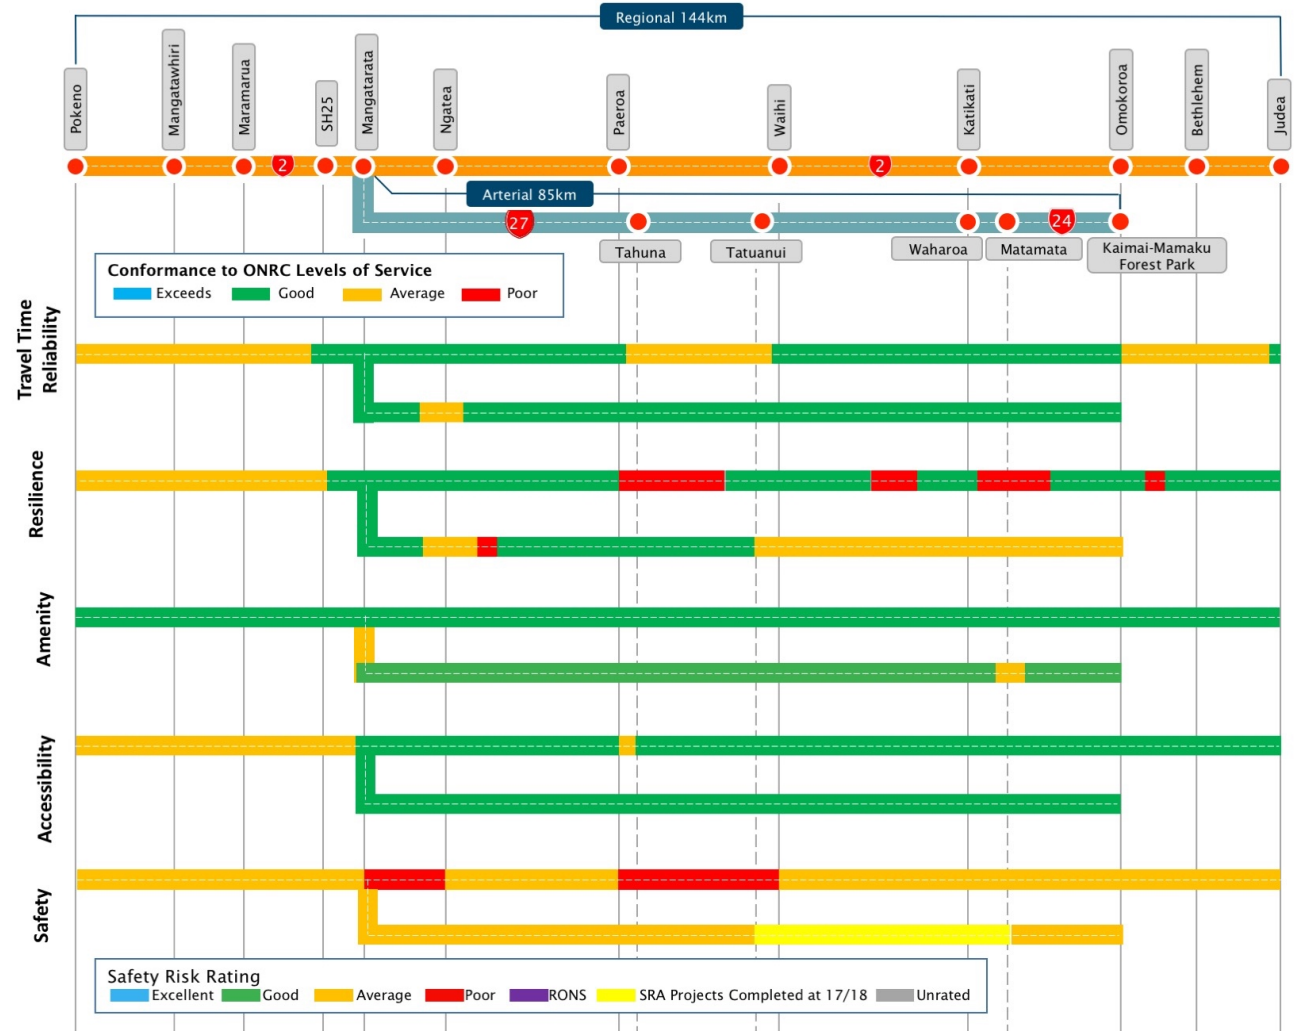 Regional 144km
Pokeno
Mangatawhiri
Maramarua
SH25
Mangatarata
Ngatea
Paeroa
Waihi
Katikati
Omokoroa
Bethlehem
Judea
2
2
Arterial 85km
27
24
Tahuna
Tatuanui
Waharoa
Matamata
Kaimai-Mamaku
Forest Park
Conformance to ONRC Levels of Service
Exceeds
Good
Average
Poor
Travel Time
Reliability
Resilience
Amenity
Accessibility
Safety
Safety Risk Rating
Excellent
Good
Average
Poor
RONS
SRA Projects Completed at 17/18
Unrated